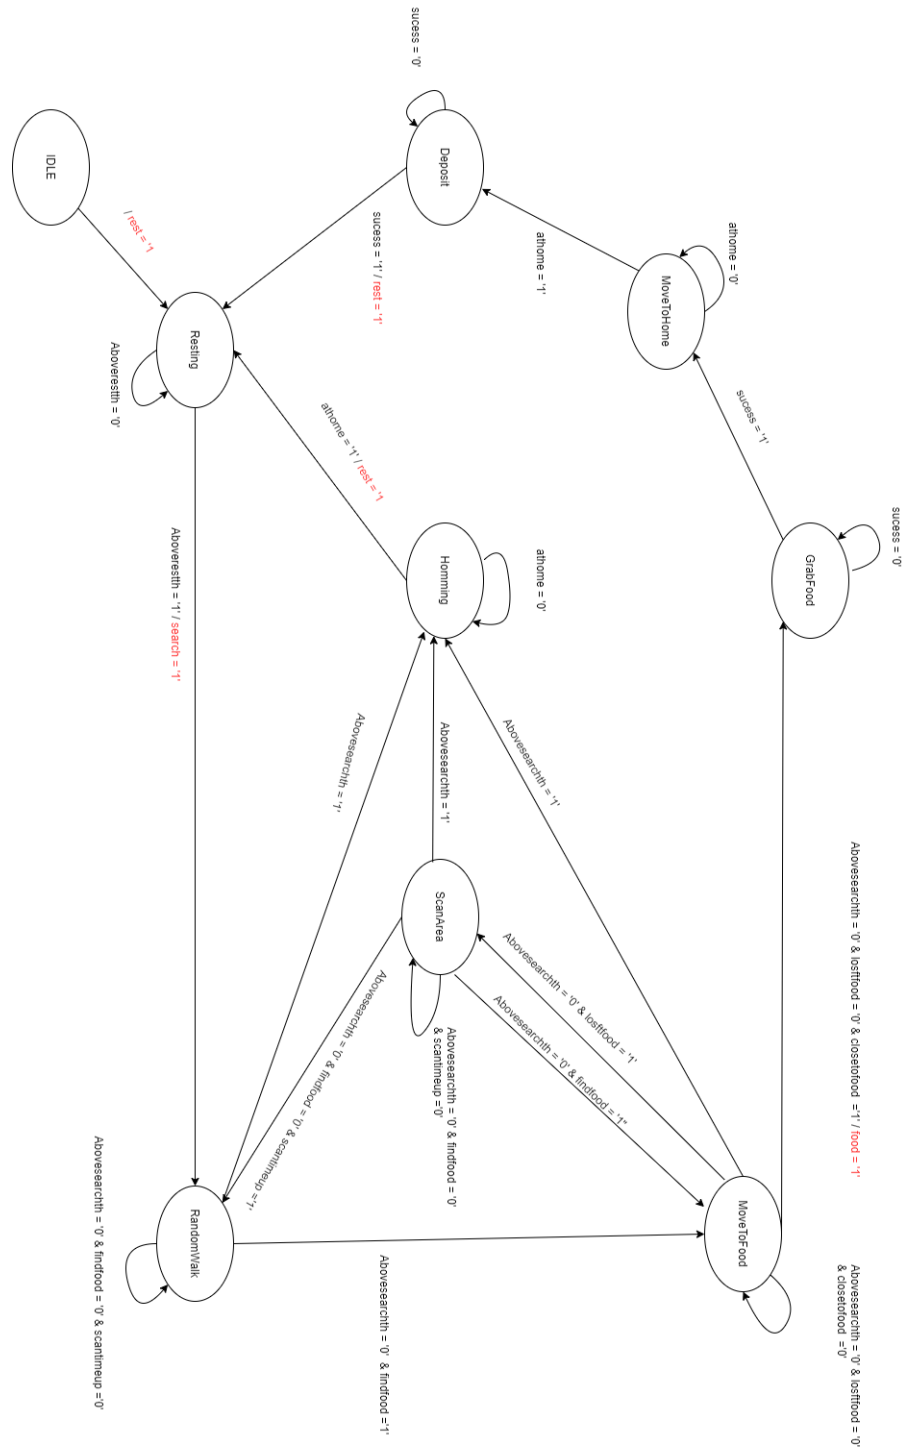 sucess = '0'
Abovesearchth = '0' & losftfood = '0' & closetofood ='1' / food = '1'
Abovesearchth = '0' & losftfood = '0'
& closetofood ='0'
GrabFood
athome = '0'
sucess = '1'
MoveToFood
MoveToHome
athome = '1'
athome = '0'
Abovesearchth = '1'
Abovesearchth = '0' & losftfood = '1'
Abovesearchth = '0' & findfood = '1"
sucess = '0'
Deposit
Homming
Abovesearchth = '1'
ScanArea
Abovesearchth = '0' & findfood = '0'
& scantimeup ='0'
sucess = '1' / rest = '1'
athome = '1' / rest = '1
Abovesearchth = '1'
Abovesearchth = '0' & findfood = '0' & scantimeup ='1'
Abovesearchth = '0' & findfood ='1'
Resting
RandomWalk
Aboverestth = '1' / search = '1'
/ rest = '1
Aboverestth = '0'
Abovesearchth = '0' & findfood = '0' & scantimeup ='0'
IDLE